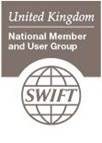 United Kingdom
National Member
and User Group
SWIFT